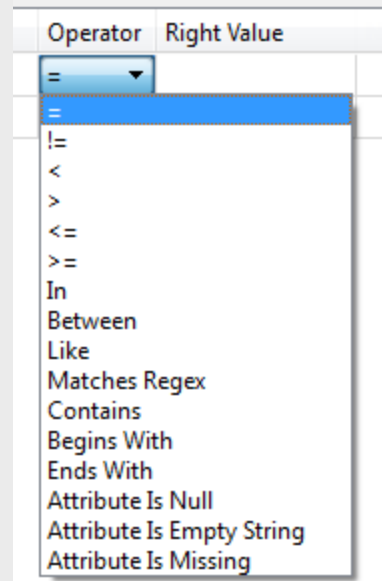 Operator Right Value
=
=
!=
<
>
<=
>=
In
Between
Like
Matches Regex
Contains
Begins With
Ends With
Attribute Is Null
Attribute Is Empty String
Attribute Is Missing